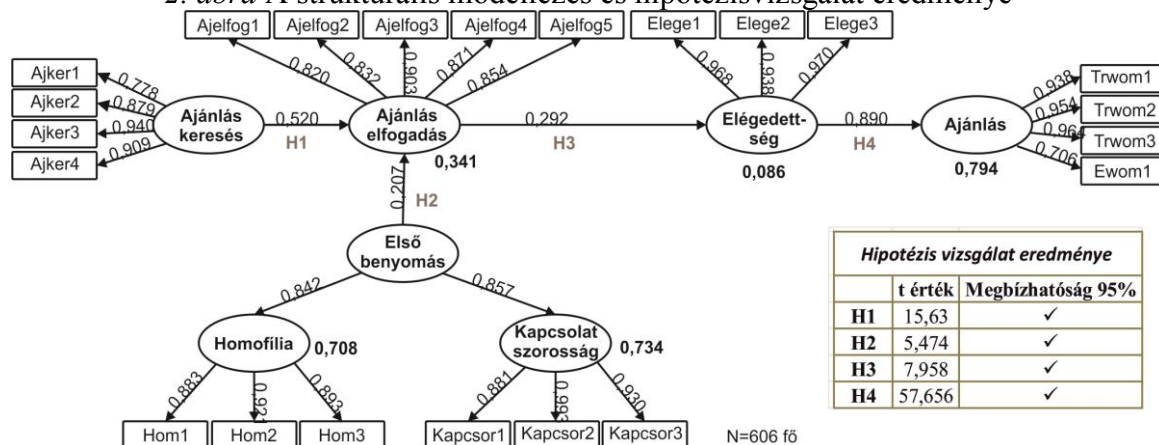 2. ábra A strukturális modellezés és hipotézisvizsgálat eredménye
Ajelfog1 Ajelfog2 Ajelfog3 Ajelfog4 Ajelfog5 Elege1 Elege2 Elege3
0,820 0,832 0,903 0,871 0,854 0,968 0,938 0,970
Ajker1
Ajker2
Ajker3
Ajker4
0,778
0,879
0,940
0,909
Ajánlás
keresés
0,520
H1
Ajánlás
elfogadás
0,341
0,292
H3
Elégedett-
ség
0,086
0,890
H4
Ajánlás
0,794
0,938
0,954
0,964
0,706
Trwom1
Trwom2
Trwom3
Ewom1
0,207
H2
Első
benyomás
0,842
0,857
Homofília
0,708
Kapcsolat
szorosság
0,734
0,883 0,921 0,893
0,881 0,993 0,930
Hom1 Hom2 Hom3
Kapcsor1 Kapcsor2 Kapcsor3
N=606 fő
Hipotézis vizsgálat eredménye
t érték Megbízhatóság 95%
H1 15,63 ✓
H2 5,474 ✓
H3 7,958 ✓
H4 57,656 ✓